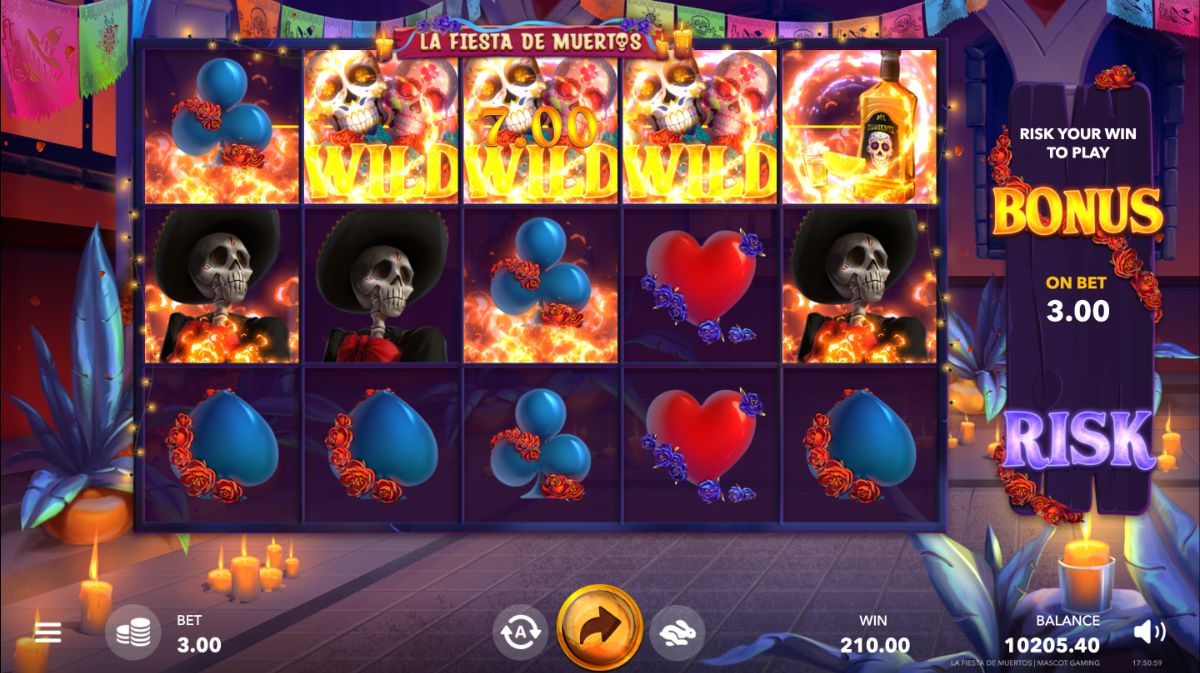 LA FIESTA DE MUERTOS
WILD
WILD
WILD
7.00
RISK YOUR WIN
TO PLAY
BONUS
ON BET
3.00
RISK
BET
3.00
A
WIN
210.00
BALANCE
10205.40
LA FIESTA DE MUERTOS | MASCOT GAMING
17:50:59